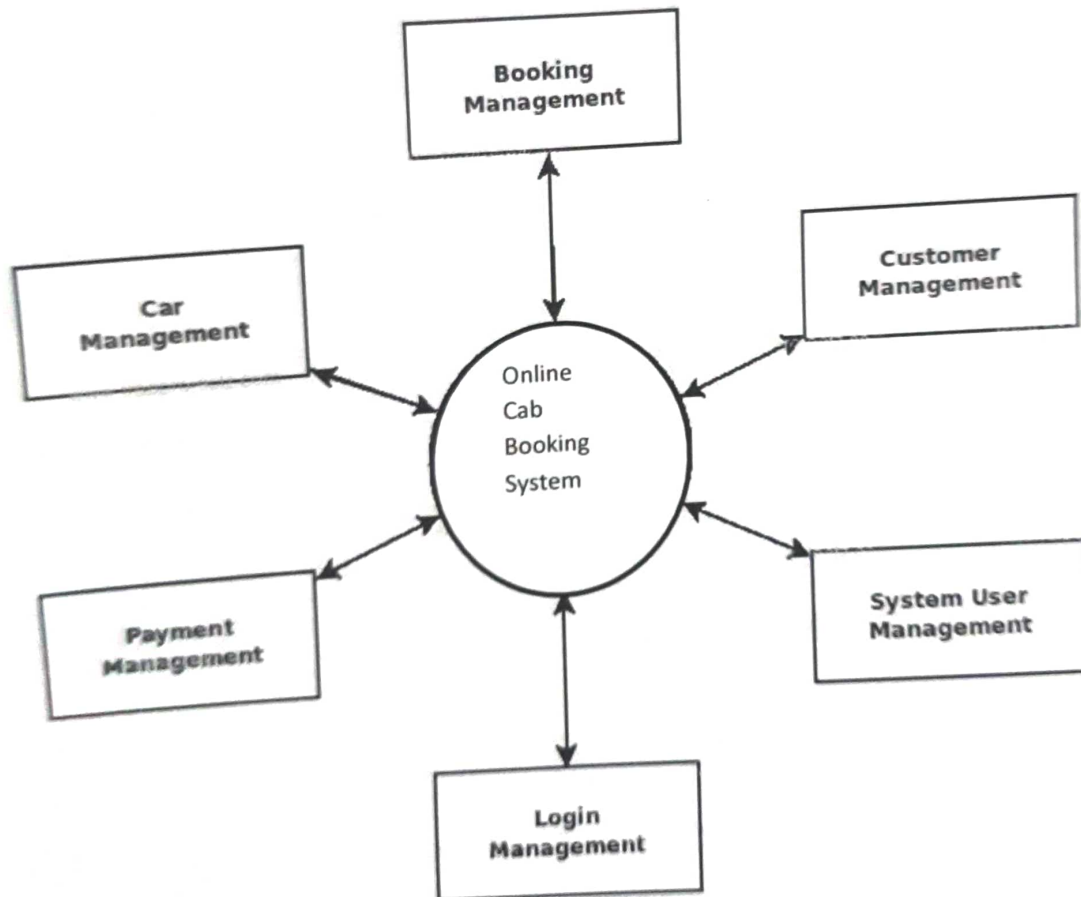 Booking
Management
Customer
Management
Car
Management
Online
Cab
Booking
System
System User
Management
Payment
Management
Login
Management